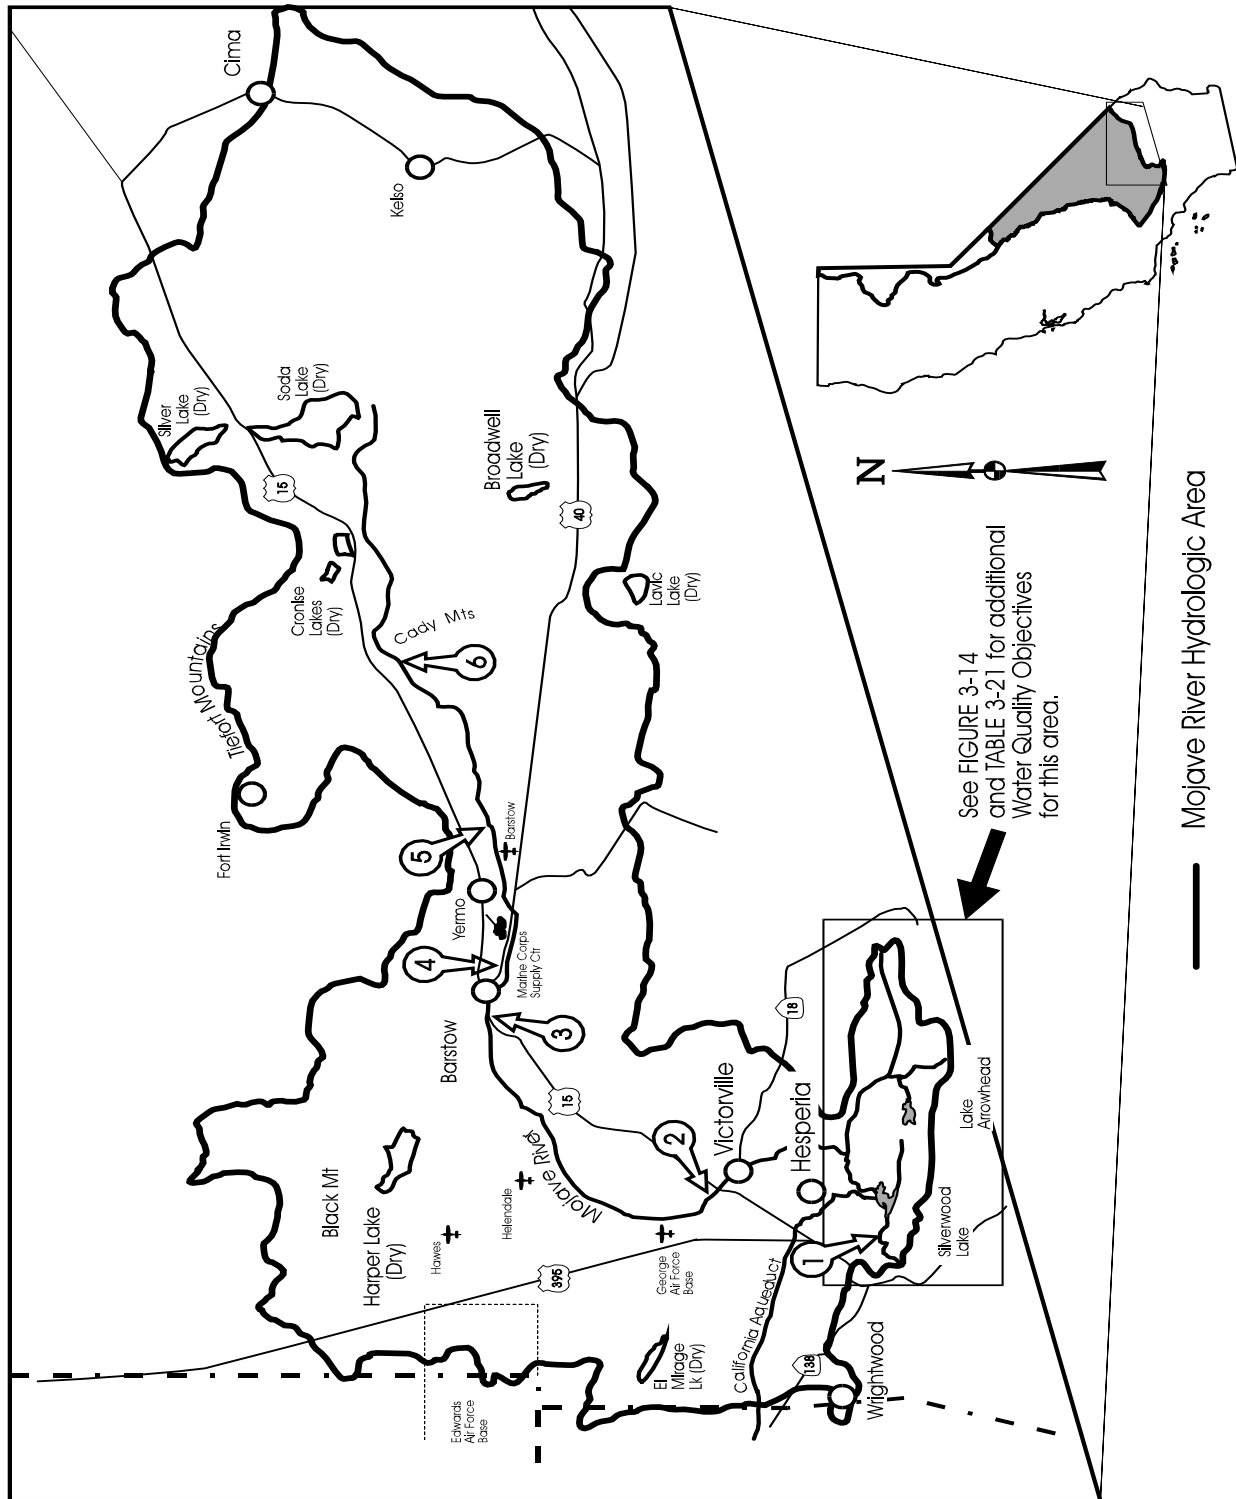 Cima
Kelso
Silver
Lake
(Dry)
Soda
Lake
(Dry)
15
Cronise
Lakes
(Dry)
Broadwell
Lake
(Dry)
40
Lavic
Lake
(Dry)
Tiefort Mountains
Fort Irwin
Cady Mts
6
5
Barstow
Yermo
4
Marine Corps
Supply Ctr
3
Barstow
15
Black Mt
Harper Lake
(Dry)
Hawes
Helendale
Mojave River
2
Victorville
18
Hesperia
George
Air Force
Base
395
Edwards
Air Force
Base
El
Mirage
Lk (Dry)
California Aqueduct
1
138
Wrightwood
Silverwood
Lake
Lake
Arrowhead
See FIGURE 3-14
and TABLE 3-21 for additional
Water Quality Objectives
for this area.
N
Mojave River Hydrologic Area